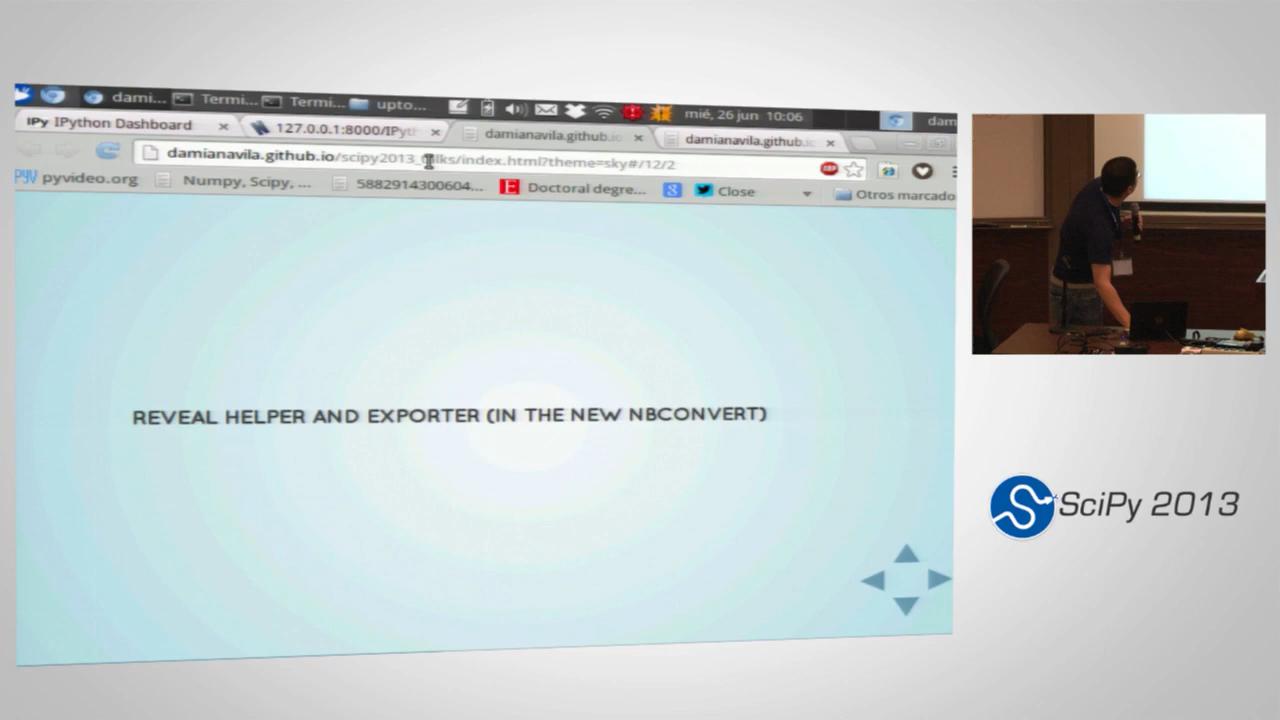 dami... Termi... Termi... upto... mié, 26 jun 10:06 dam
IPy IPython Dashboard 127.0.0.1:8000/IPyth damianavila.github.io damianavila.github.io
damianavila.github.io/scipy2013_talks/index.html?theme=sky#/12/2
pyvideo.org Numpy, Scipy, ... 5882914300604... Doctoral degre... Close Otros marcado
REVEAL HELPER AND EXPORTER (IN THE NEW NBCONVERT)
SciPy 2013